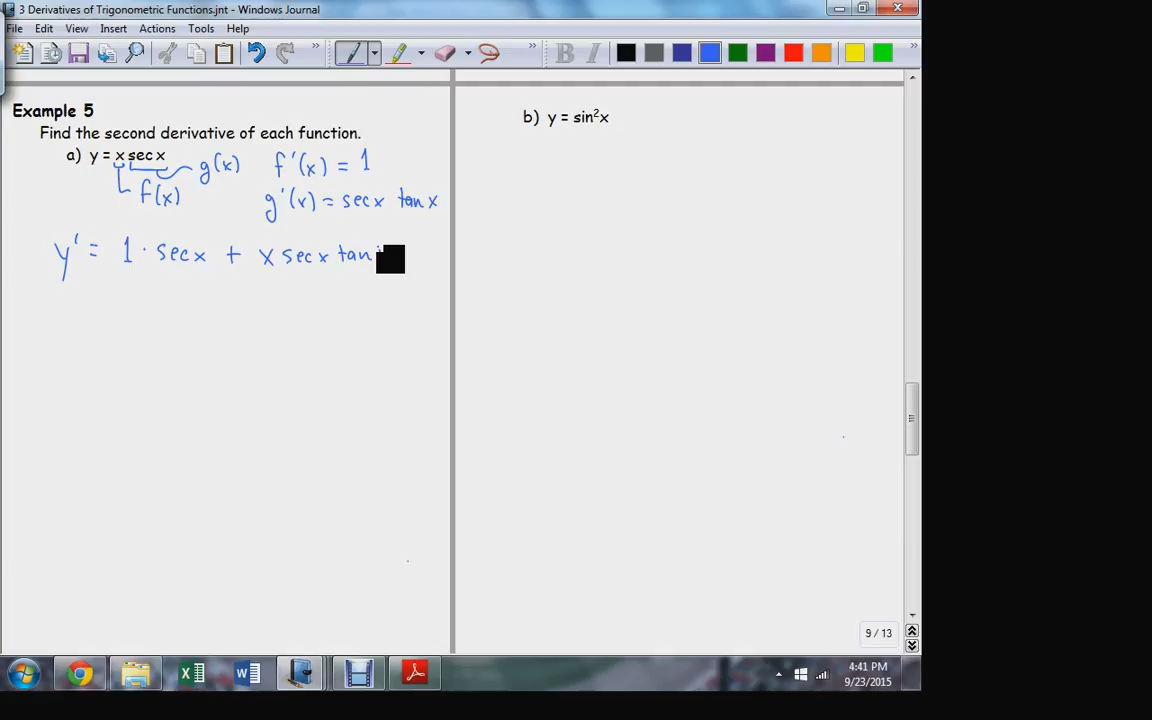 3 Derivatives of Trigonometric Functions.jnt - Windows Journal
File Edit View Insert Actions Tools Help
B I
Example 5
Find the second derivative of each function.
a) y = x sec x
g(x)
f(x)
f'(x) = 1
g'(x) = sec x tan x
y' = 1 · sec x + x sec x tan
b) y = sin²x
9 / 13
4:41 PM
9/23/2015